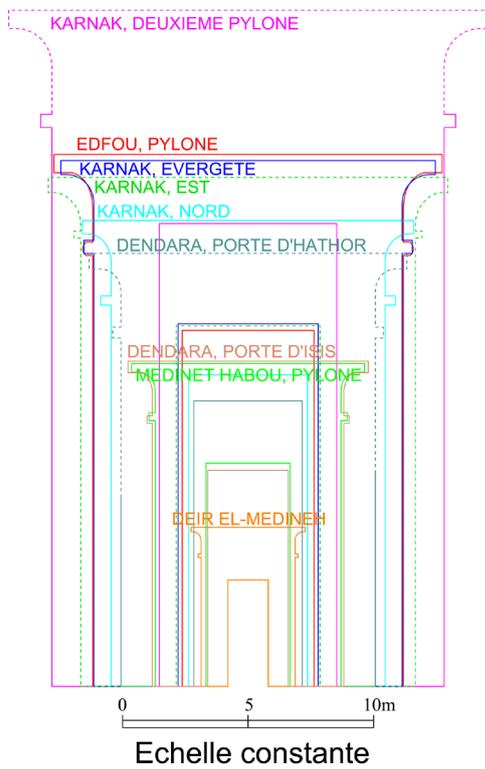 KARNAK, DEUXIEME PYLONE
EDFOU, PYLONE
KARNAK, EVERGETE
KARNAK, EST
KARNAK, NORD
DENDARA, PORTE D'HATHOR
DENDARA, PORTE D'ISIS
MEDINET HABOU, PYLONE
DEIR EL-MEDINEH
0 5 10m
Echelle constante